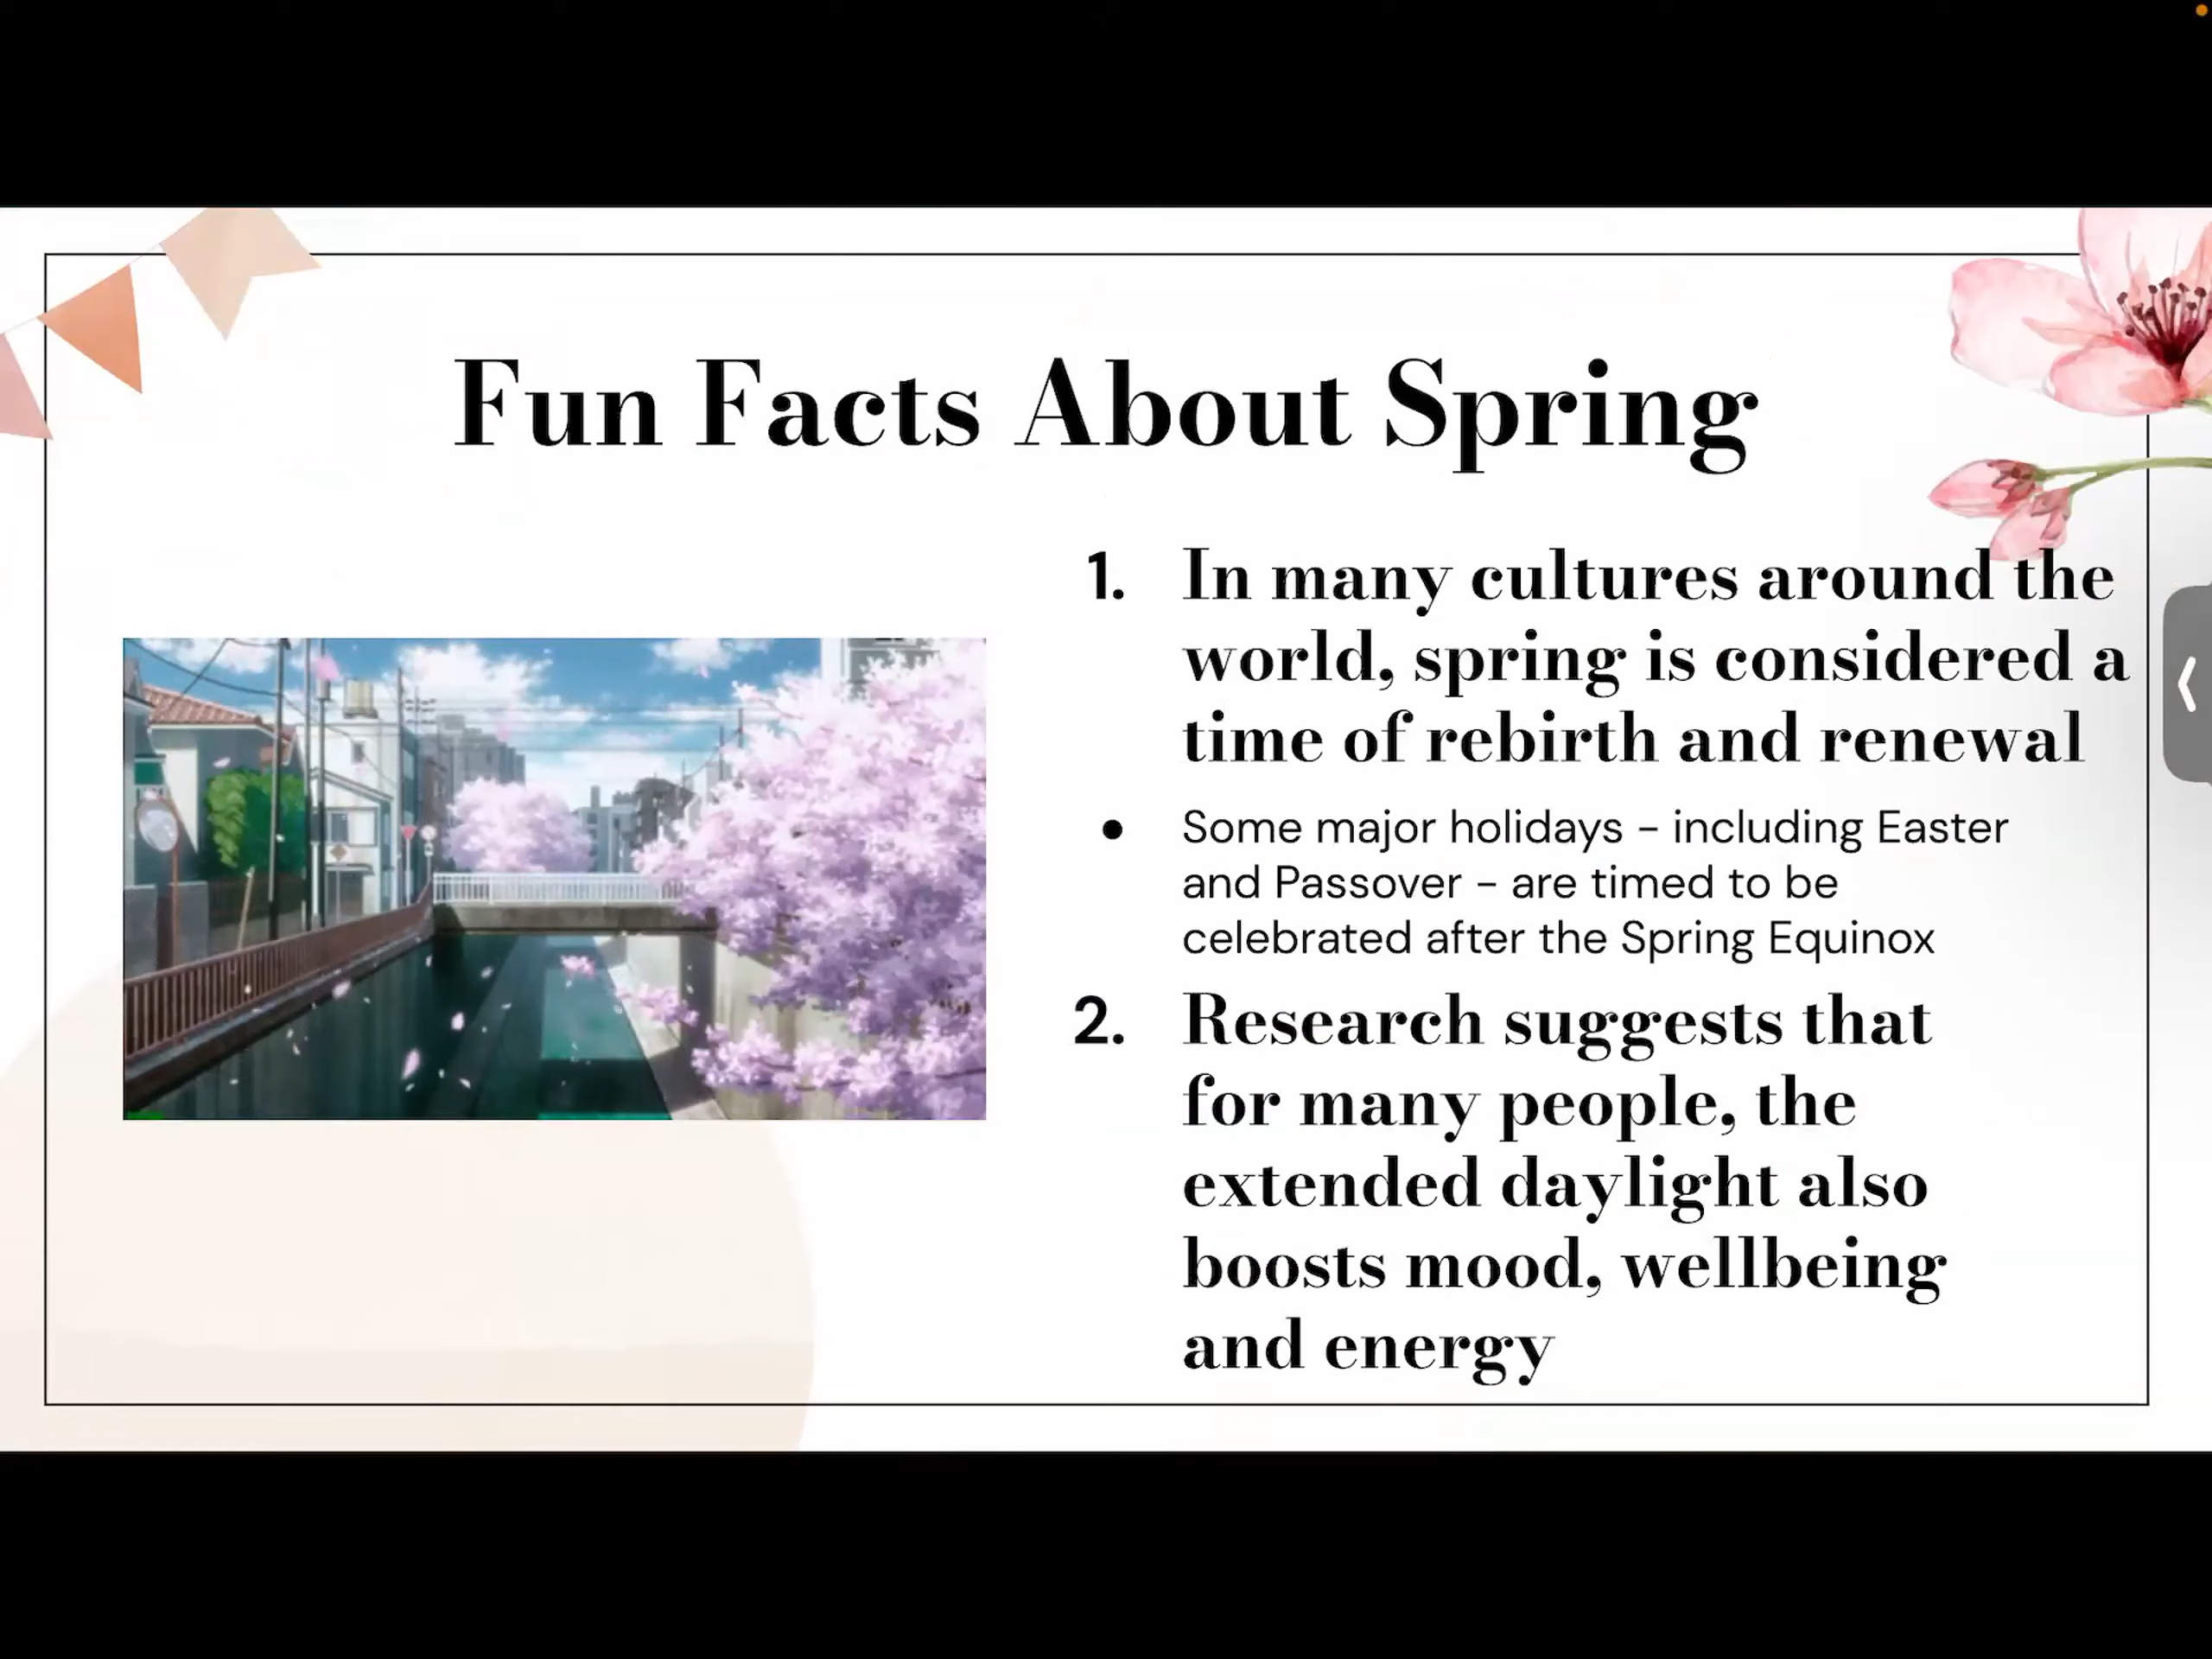 Fun Facts About Spring
1. In many cultures around the
world, spring is considered a
time of rebirth and renewal
● Some major holidays – including Easter
and Passover – are timed to be
celebrated after the Spring Equinox
2. Research suggests that
for many people, the
extended daylight also
boosts mood, wellbeing
and energy